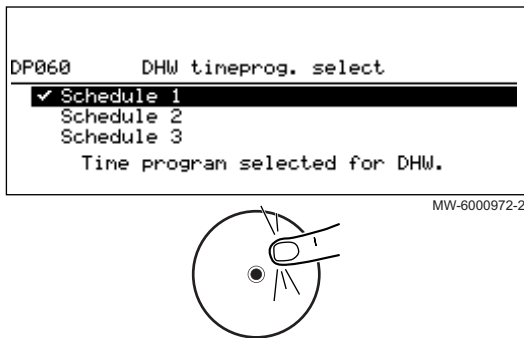 DP060 DHW timeprog. select
✔ Schedule 1
Schedule 2
Schedule 3
Time program selected for DHW.
MW-6000972-2